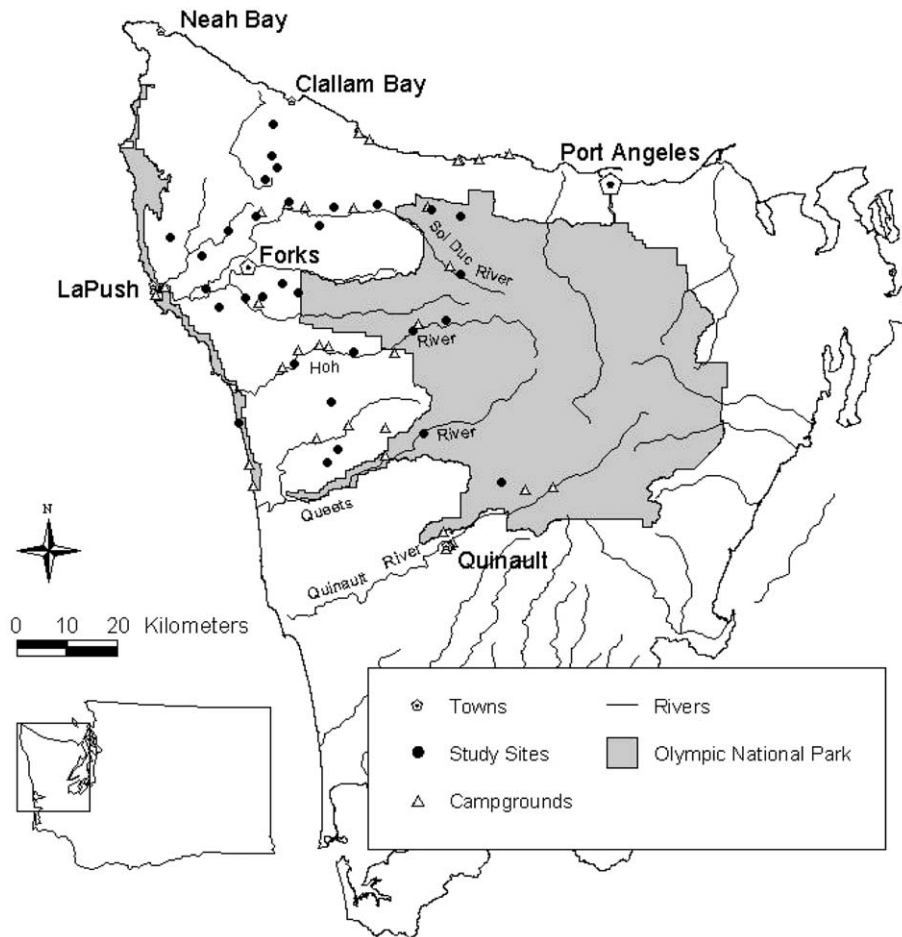 Neah Bay
Clallam Bay
Port Angeles
Sol Duc River
Forks
LaPush
River
Hoh
River
Queets
River
Quinault
Quinault
N
0 10 20 Kilometers
Towns
Rivers
Study Sites
Olympic National Park
Campgrounds